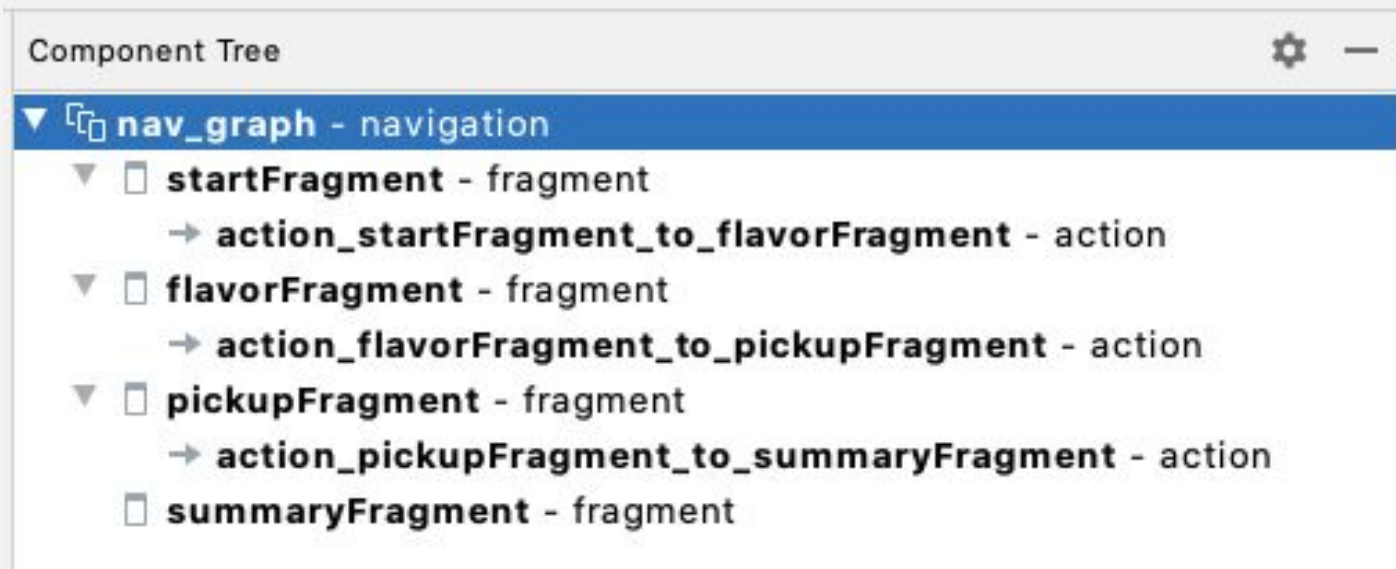 Component Tree
nav_graph - navigation
startFragment - fragment
action_startFragment_to_flavorFragment - action
flavorFragment - fragment
action_flavorFragment_to_pickupFragment - action
pickupFragment - fragment
action_pickupFragment_to_summaryFragment - action
summaryFragment - fragment